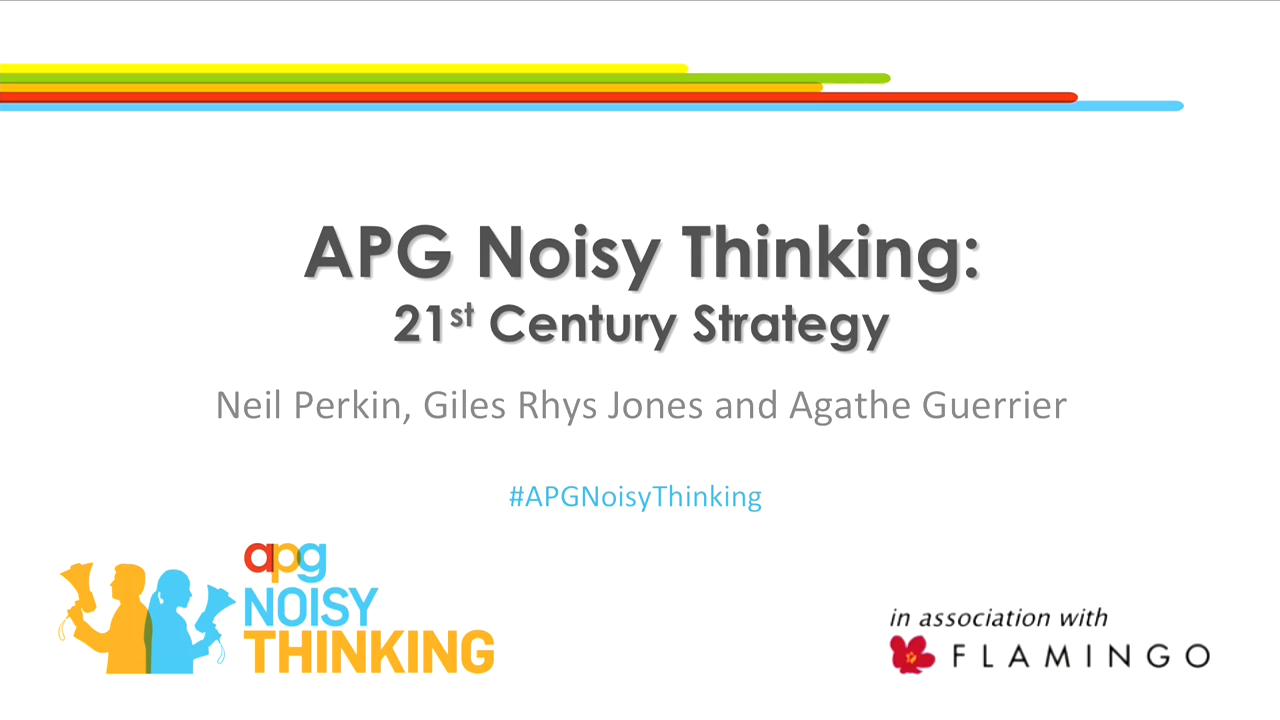 APG Noisy Thinking:
21st Century Strategy
Neil Perkin, Giles Rhys Jones and Agathe Guerrier
#APGNoisyThinking
apg
NOISY
THINKING
in association with
FLAMINGO